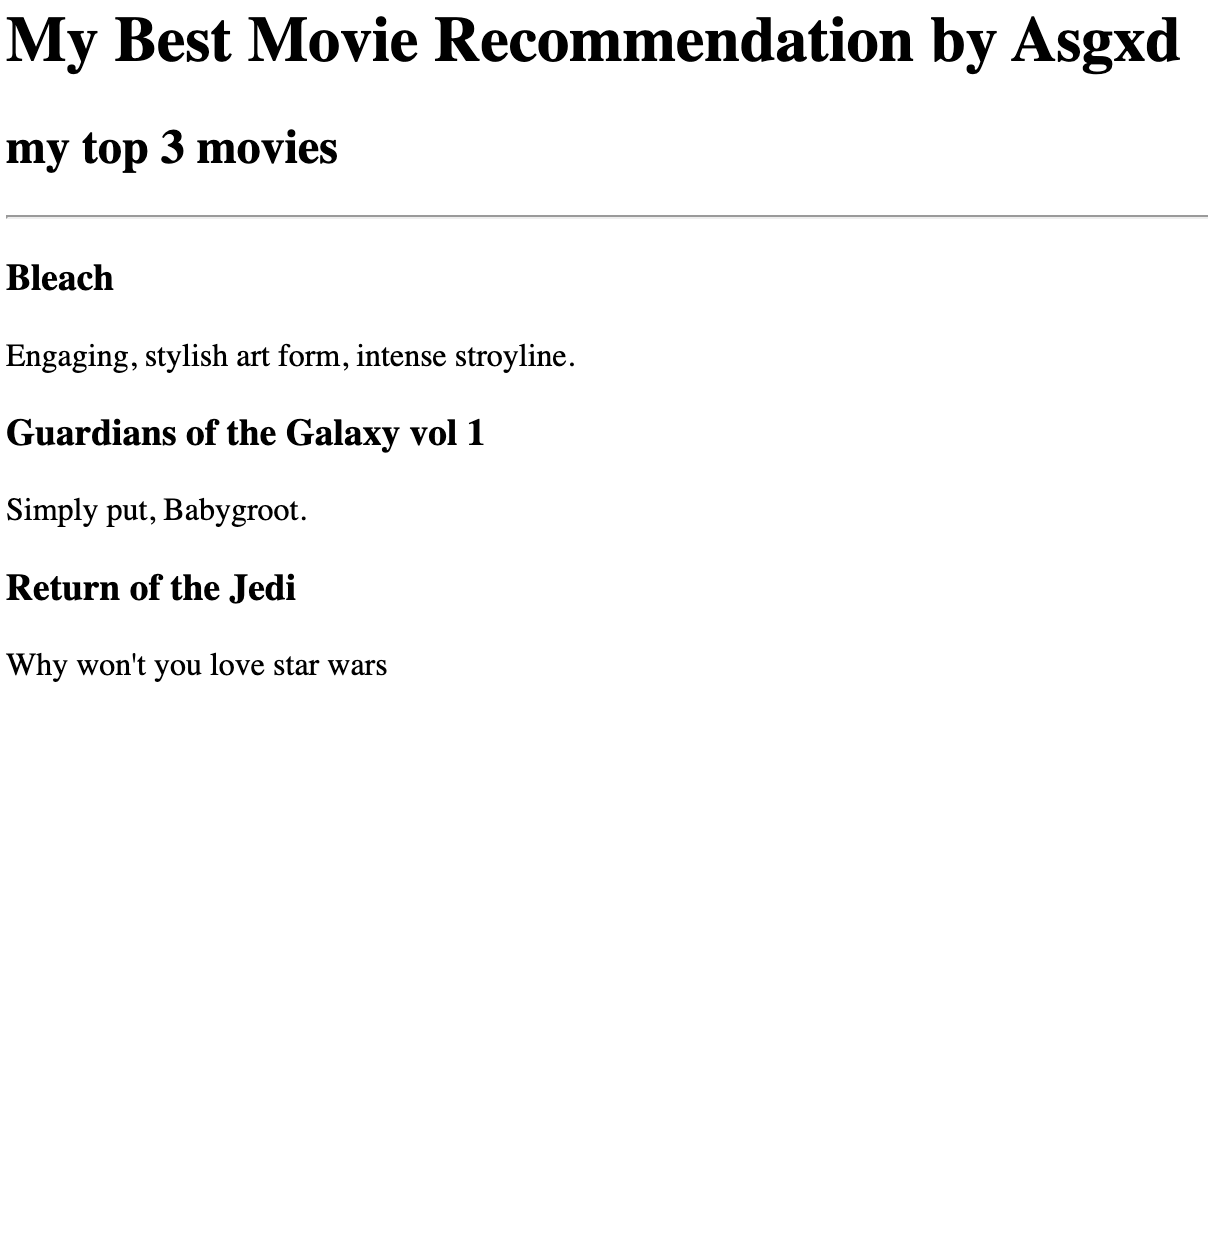 My Best Movie Recommendation by Asgxd
my top 3 movies
Bleach
Engaging, stylish art form, intense stroyline.
Guardians of the Galaxy vol 1
Simply put, Babygroot.
Return of the Jedi
Why won't you love star wars